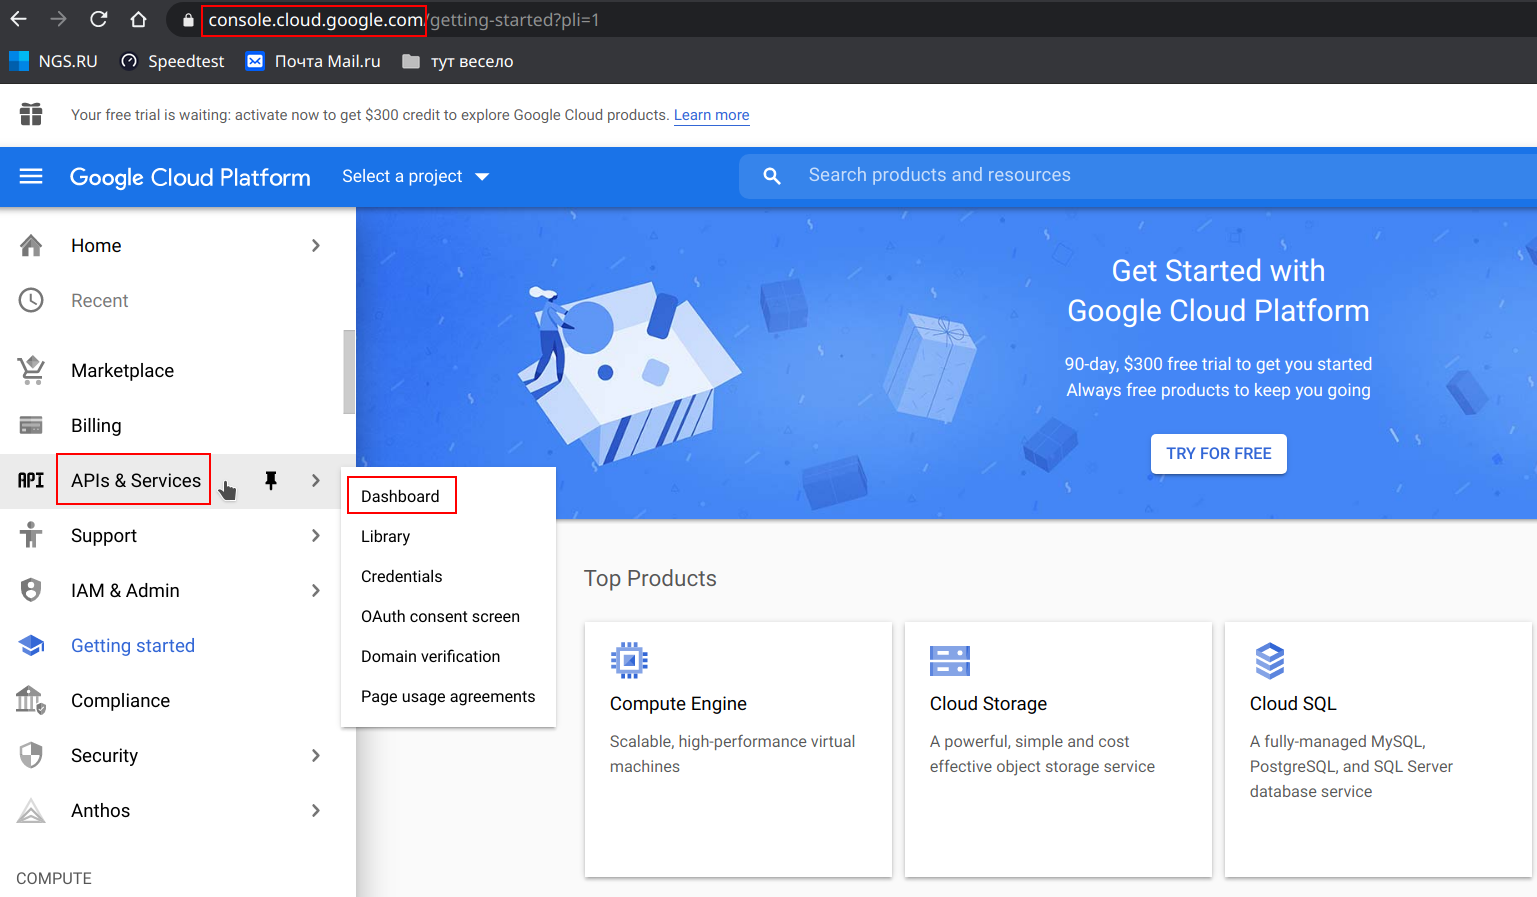 console.cloud.google.com/getting-started?pli=1
NGS.RU Speedtest Почта Mail.ru тут весело
Your free trial is waiting: activate now to get $300 credit to explore Google Cloud products. Learn more
Google Cloud Platform Select a project Search products and resources
Home
Recent
Marketplace
Billing
API APIs & Services
Support
IAM & Admin
Getting started
Compliance
Security
Anthos
COMPUTE
Dashboard
Library
Credentials
OAuth consent screen
Domain verification
Page usage agreements
Get Started with
Google Cloud Platform
90-day, $300 free trial to get you started
Always free products to keep you going
TRY FOR FREE
Top Products
Compute Engine
Scalable, high-performance virtual
machines
Cloud Storage
A powerful, simple and cost
effective object storage service
Cloud SQL
A fully-managed MySQL,
PostgreSQL, and SQL Server
database service